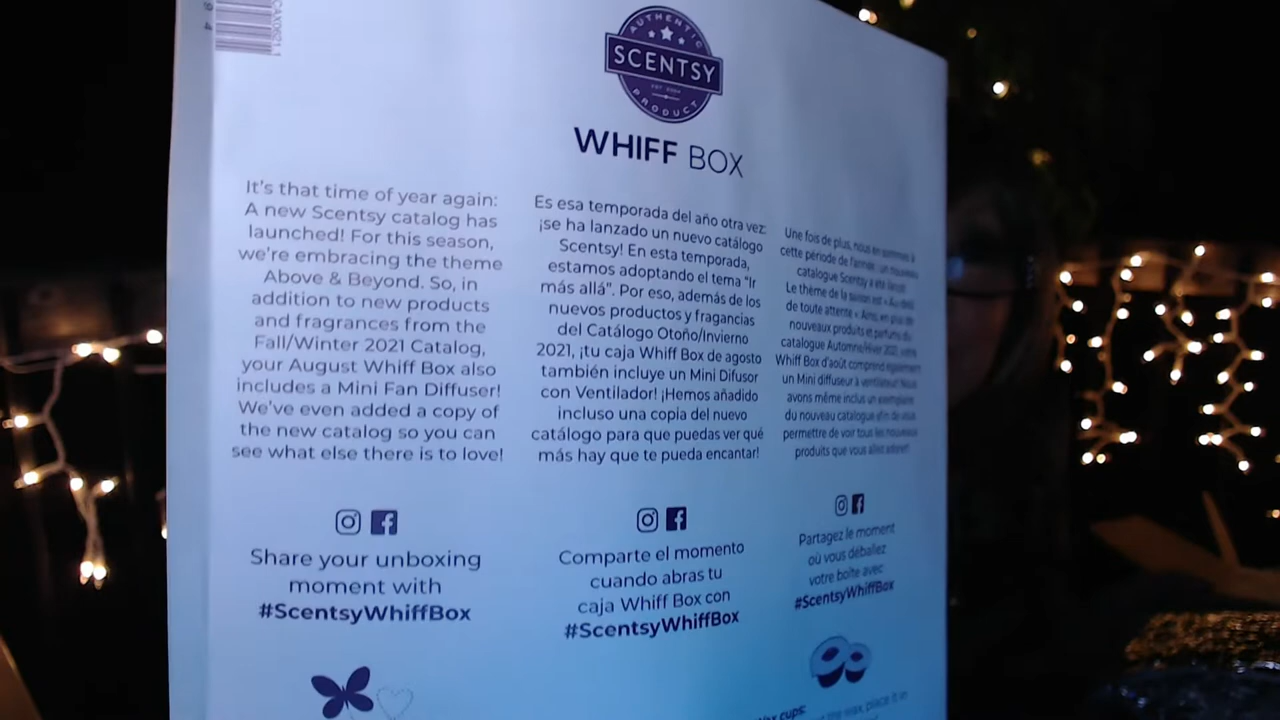 AUTHENTIC
SCENTSY
EST 2004
PRODUCT
WHIFF BOX
It's that time of year again:
A new Scentsy catalog has
launched! For this season,
we're embracing the theme
Above & Beyond. So, in
addition to new products
and fragrances from the
Fall/Winter 2021 Catalog,
your August Whiff Box also
includes a Mini Fan Diffuser!
We've even added a copy of
the new catalog so you can
see what else there is to love!
Share your unboxing
moment with
#ScentsyWhiffBox
Es esa temporada del año otra vez:
¡se ha lanzado un nuevo catálogo
Scentsy! En esta temporada,
estamos adoptando el tema "Ir
más allá". Por eso, además de los
nuevos productos y fragancias
del Catálogo Otoño/Invierno
2021, ¡tu caja Whiff Box de agosto
también incluye un Mini Difusor
con Ventilador! ¡Hemos añadido
incluso una copia del nuevo
catálogo para que puedas ver qué
más hay que te pueda encantar!
Comparte el momento
cuando abras tu
caja Whiff Box con
#ScentsyWhiffBox
Une fois de plus, nous en sommes à
cette période de l'année : un nouveau
catalogue Scentsy a été lancé!
Le thème de la saison est « Au-delà
de toute attente ». Ainsi, en plus de
nouveaux produits et parfums du
catalogue Automne/Hiver 2021, votre
Whiff Box d'août comprend également
un Mini diffuseur à ventilateur! Nous
avons même inclus un exemplaire
du nouveau catalogue afin de vous
permettre de voir tous les nouveaux
produits que vous allez adorer!
Partagez le moment
où vous déballez
votre boîte avec
#ScentsyWhiffBox
wax cups:
the wax, place it in